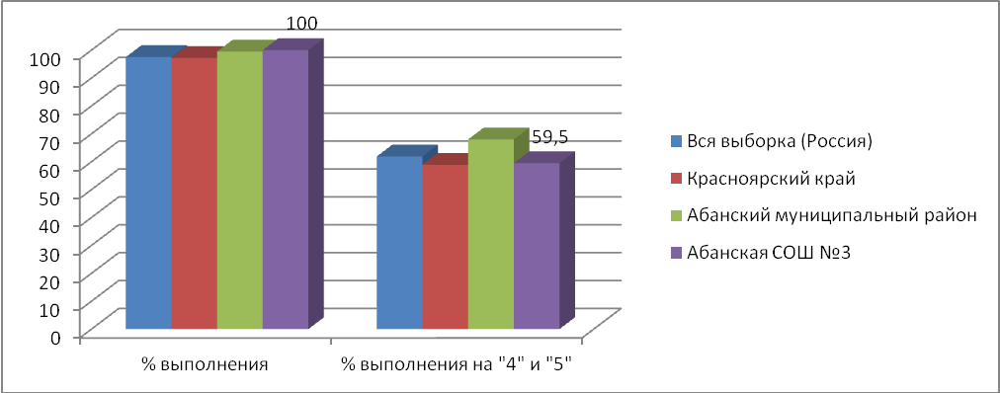 100
59,5
100
90
80
70
60
50
40
30
20
10
0
% выполнения
% выполнения на "4" и "5"
Вся выборка (Россия)
Красноярский край
Абанский муниципальный район
Абанская СОШ №3